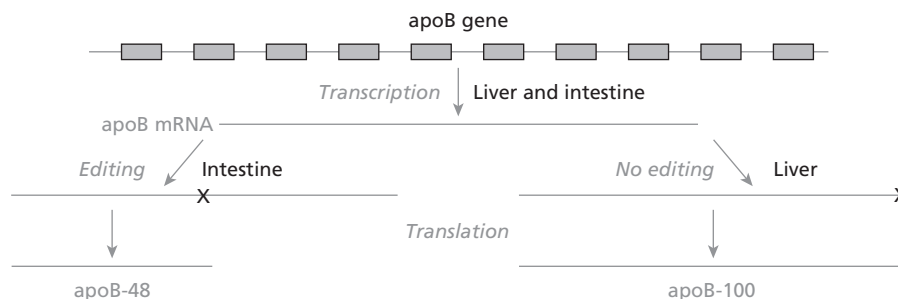 apoB gene
Transcription Liver and intestine
apoB mRNA
Editing Intestine No editing Liver
X X
Translation
apoB-48 apoB-100